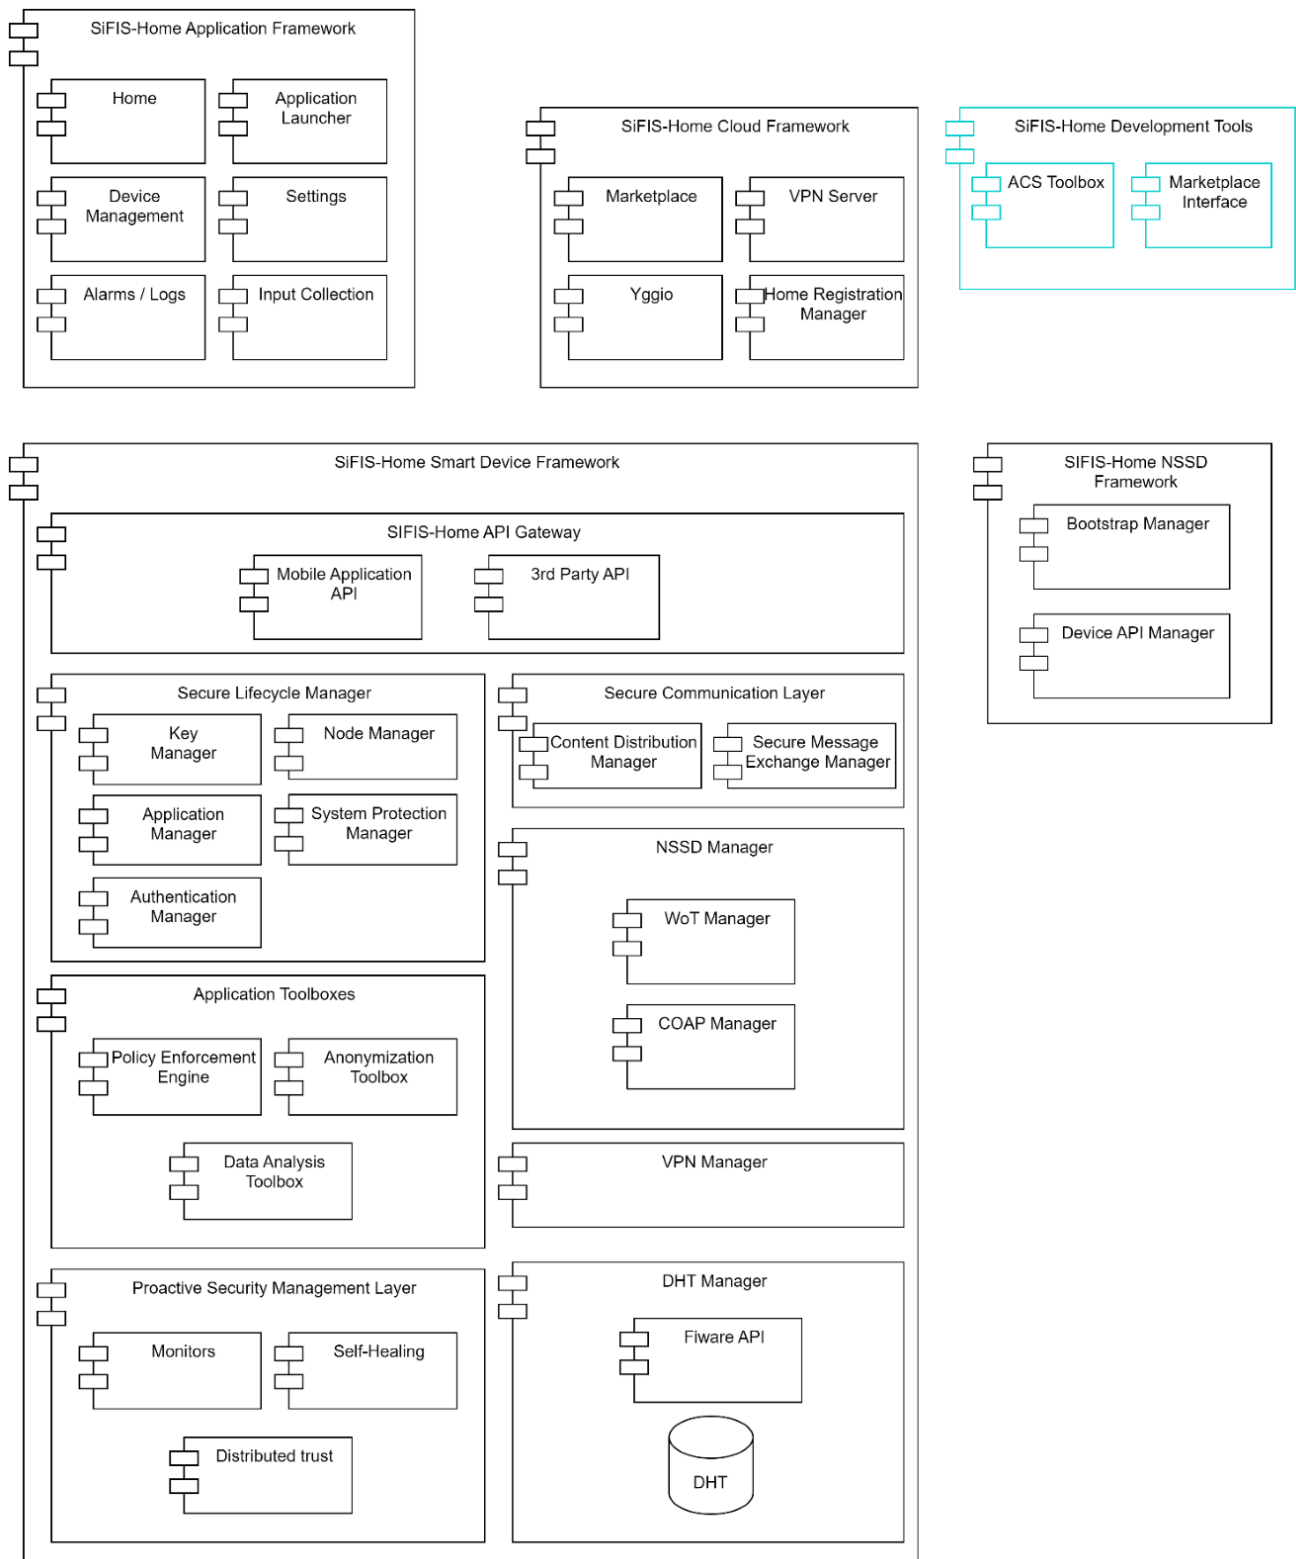 SiFIS-Home Application Framework
Home
Application
Launcher
Device
Management
Settings
Alarms / Logs
Input Collection
SiFIS-Home Cloud Framework
Marketplace
VPN Server
Yggio
Home Registration
Manager
SiFIS-Home Development Tools
ACS Toolbox
Marketplace
Interface
SiFIS-Home Smart Device Framework
SIFIS-Home API Gateway
Mobile Application
API
3rd Party API
Secure Lifecycle Manager
Key
Manager
Node Manager
Application
Manager
System Protection
Manager
Authentication
Manager
Secure Communication Layer
Content Distribution
Manager
Secure Message
Exchange Manager
NSSD Manager
WoT Manager
COAP Manager
Application Toolboxes
Policy Enforcement
Engine
Anonymization
Toolbox
Data Analysis
Toolbox
VPN Manager
Proactive Security Management Layer
Monitors
Self-Healing
Distributed trust
DHT Manager
Fiware API
DHT
SIFIS-Home NSSD
Framework
Bootstrap Manager
Device API Manager